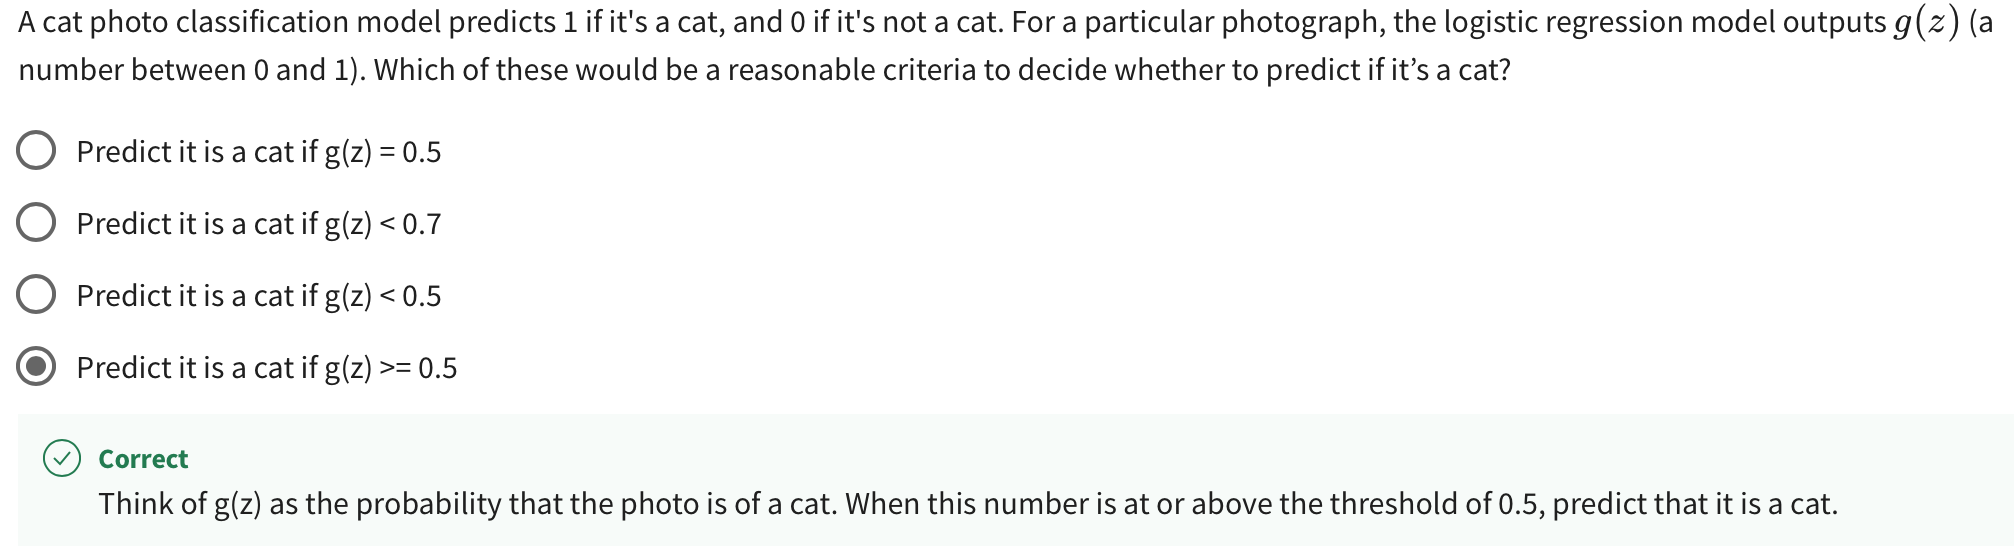 A cat photo classification model predicts 1 if it's a cat, and 0 if it's not a cat. For a particular photograph, the logistic regression model outputs g(z) (a
number between 0 and 1). Which of these would be a reasonable criteria to decide whether to predict if it’s a cat?
Predict it is a cat if g(z) = 0.5
Predict it is a cat if g(z) < 0.7
Predict it is a cat if g(z) < 0.5
Predict it is a cat if g(z) >= 0.5
Correct
Think of g(z) as the probability that the photo is of a cat. When this number is at or above the threshold of 0.5, predict that it is a cat.